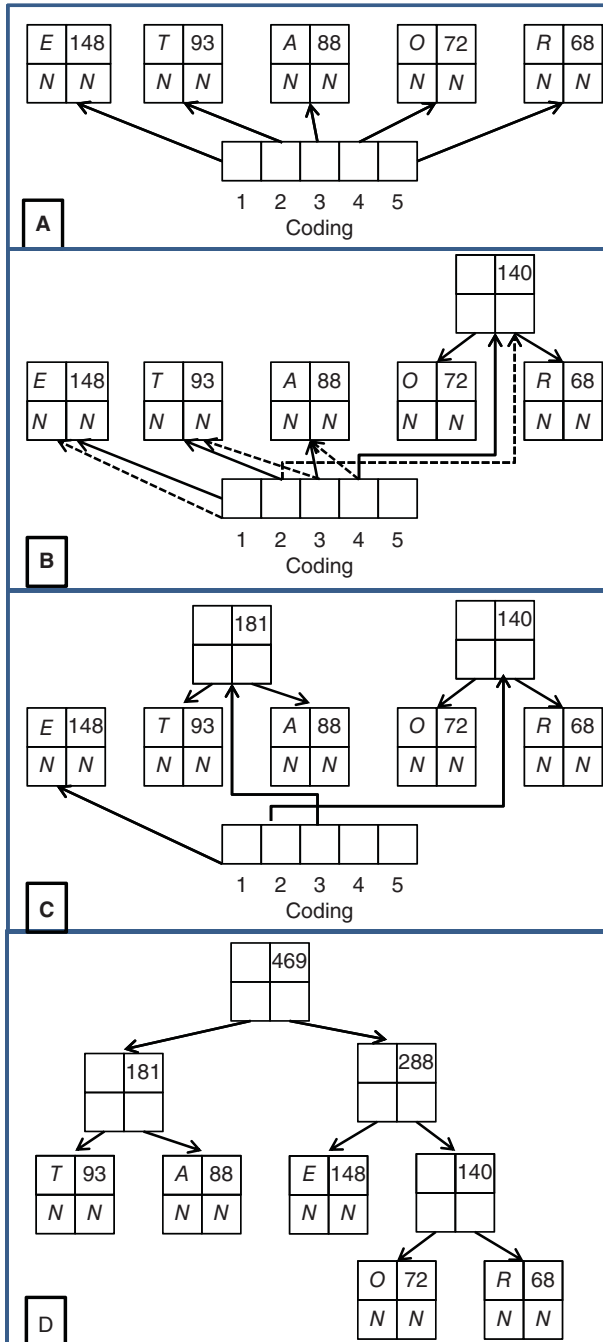 E 148 T 93 A 88 O 72 R 68
N N N N N N N N N N
1 2 3 4 5
A Coding
140
E 148 T 93 A 88 O 72 R 68
N N N N N N N N N N
1 2 3 4 5
B Coding
181 140
E 148 T 93 A 88 O 72 R 68
N N N N N N N N N N
1 2 3 4 5
C Coding
469
181 288
T 93 A 88 E 148 140
N N N N N N
O 72 R 68
N N N N
D